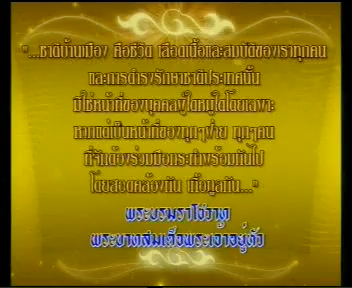 "...ชาติบ้านเมือง คือชีวิต เลือดเนื้อและสมบัติของเราทุกคน
และการดำรงรักษาชาติประเทศนั้น
มิใช่หน้าที่ของบุคคลผู้ใดหมู่ใดโดยเฉพาะ
หากแต่เป็นหน้าที่ของทุกๆฝ่าย ทุกๆคน
ที่จักต้องร่วมมือกระทำพร้อมกันไป
โดยสอดคล้องกัน เกื้อกูลกัน..."
พระบรมราโชวาท
พระบาทสมเด็จพระเจ้าอยู่หัว